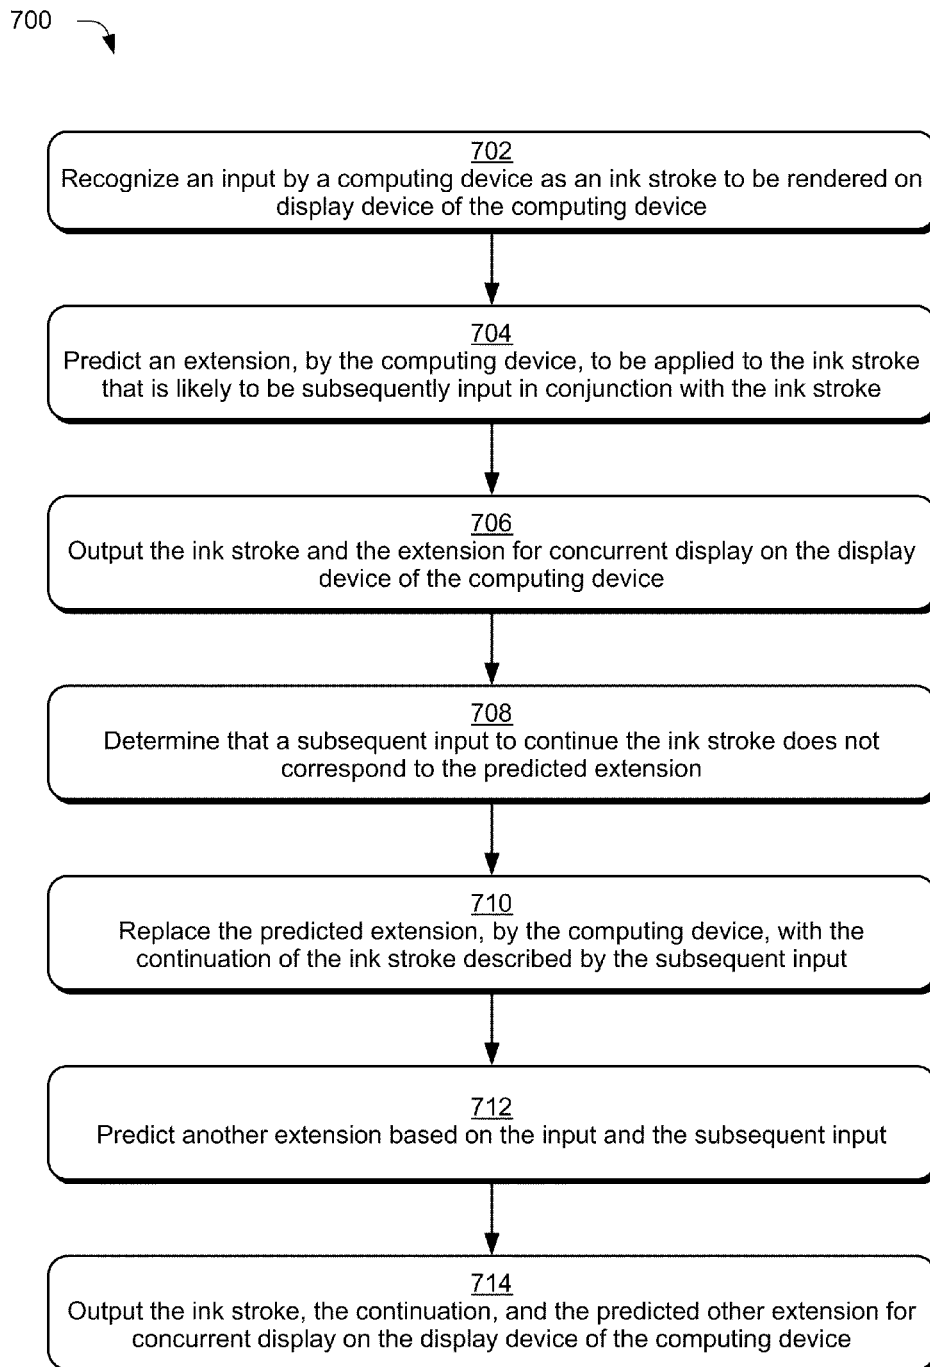 700
702
Recognize an input by a computing device as an ink stroke to be rendered on
display device of the computing device
704
Predict an extension, by the computing device, to be applied to the ink stroke
that is likely to be subsequently input in conjunction with the ink stroke
706
Output the ink stroke and the extension for concurrent display on the display
device of the computing device
708
Determine that a subsequent input to continue the ink stroke does not
correspond to the predicted extension
710
Replace the predicted extension, by the computing device, with the
continuation of the ink stroke described by the subsequent input
712
Predict another extension based on the input and the subsequent input
714
Output the ink stroke, the continuation, and the predicted other extension for
concurrent display on the display device of the computing device